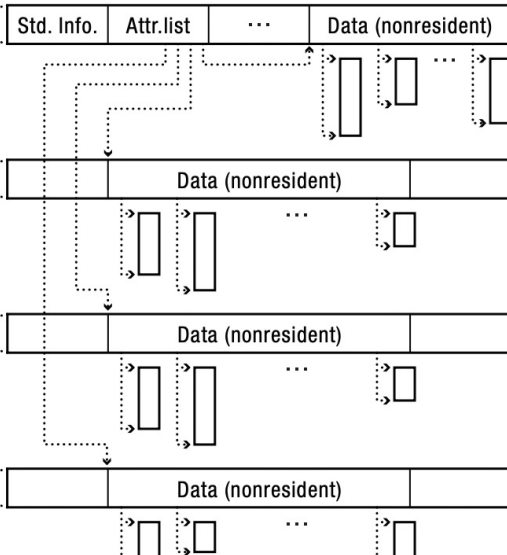 Std. Info. Attr.list ... Data (nonresident)
...
Data (nonresident)
...
Data (nonresident)
...
Data (nonresident)
...